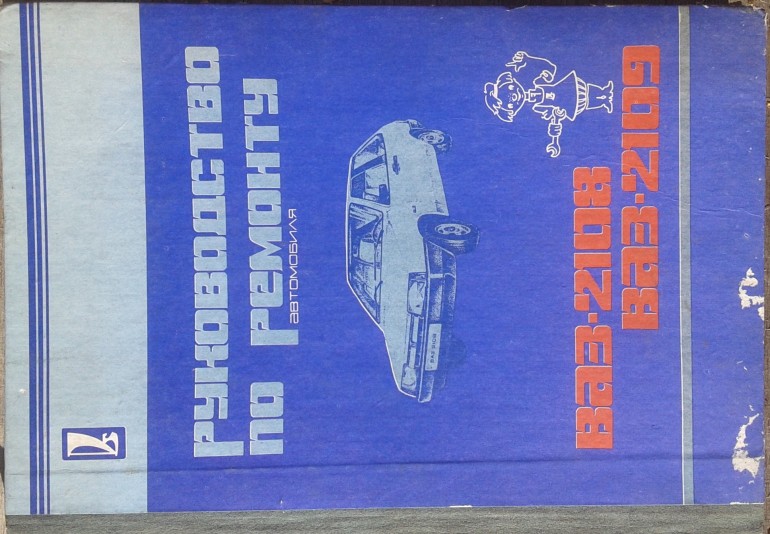 РУКОВОДСТВО
ПО РЕМОНТУ
АВТОМОБИЛЯ
ВАЗ-2108
ВАЗ-2109